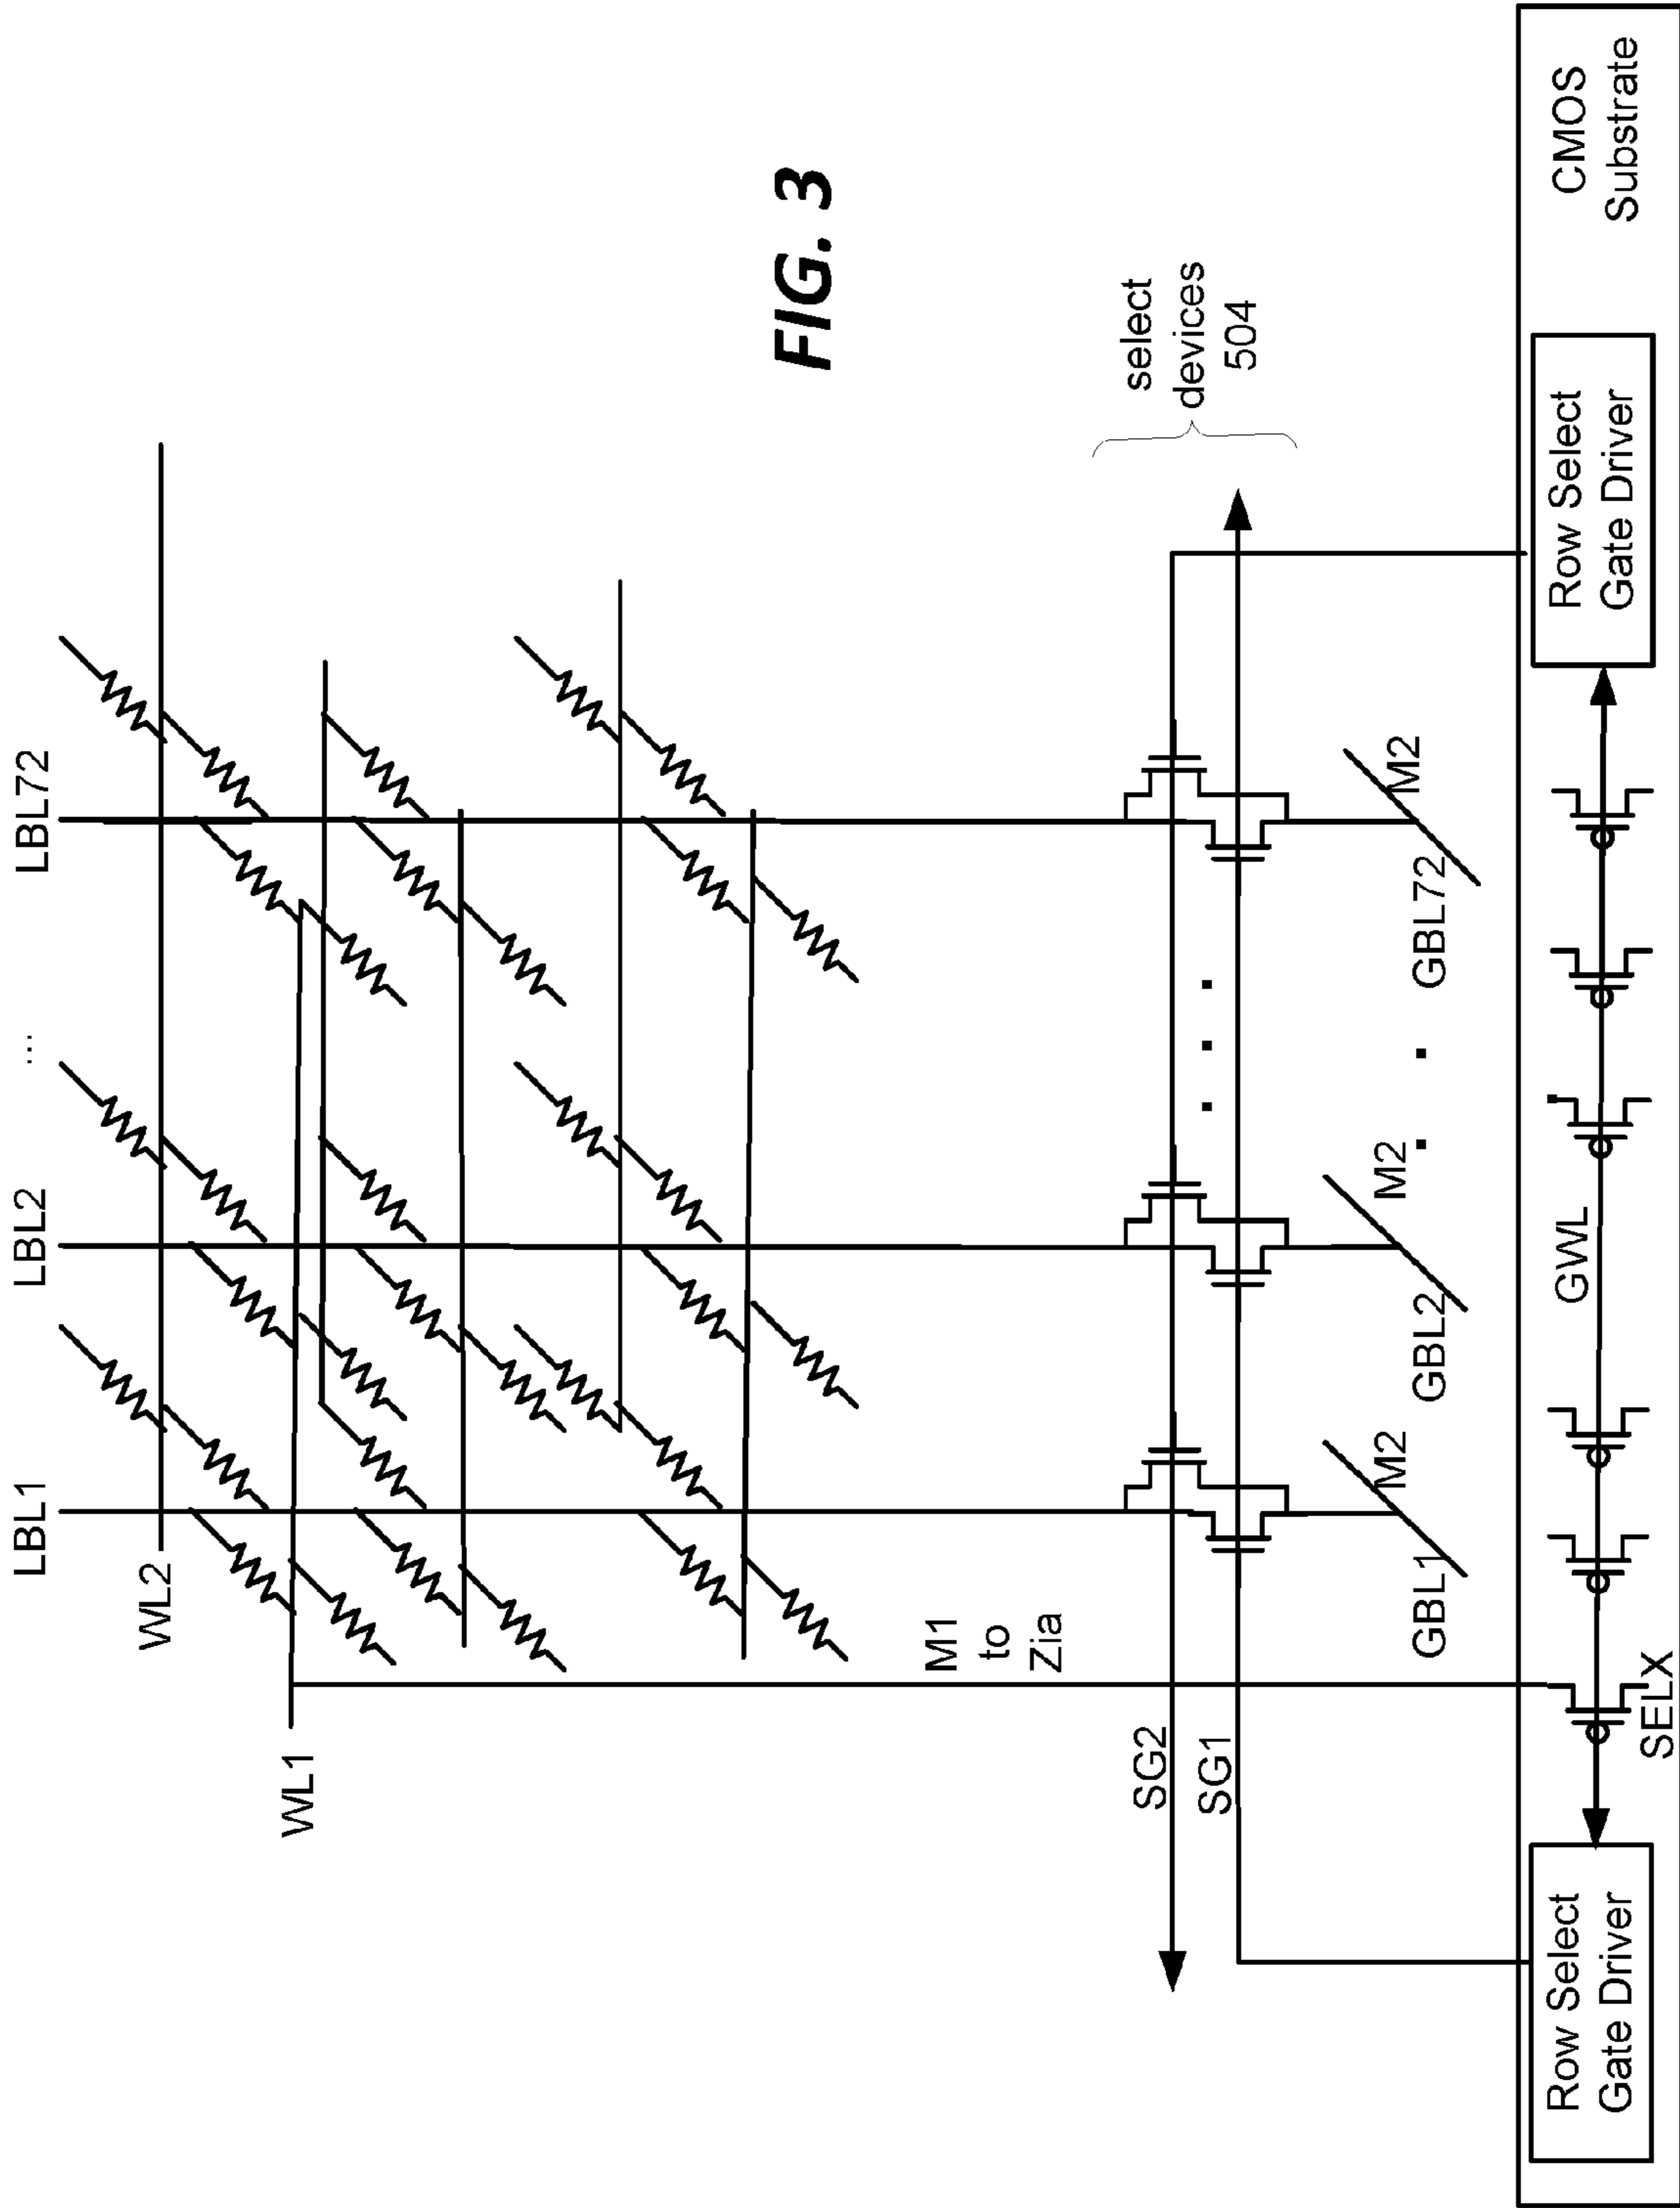 LBL1
LBL2
...
LBL72
WL2
WL1
M1
to
Zia
FIG. 3
SG2
SG1
select
devices
504
M2
M2
M2
GBL1
GBL2
. .
GBL72
. . .
GWL
SELX
Row Select
Gate Driver
Row Select
Gate Driver
CMOS
Substrate